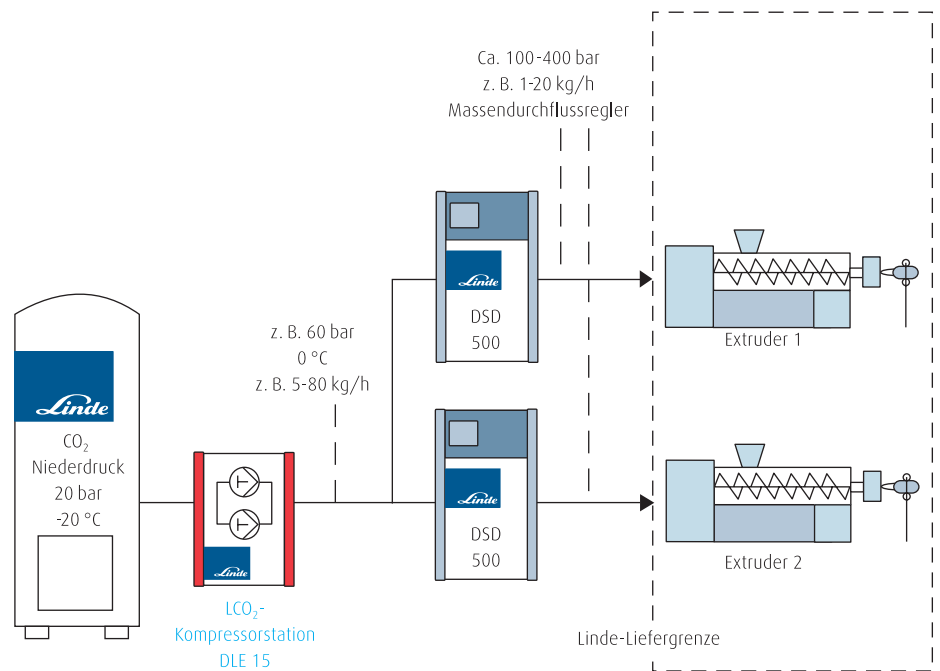 Ca. 100-400 bar
z. B. 1-20 kg/h
Massendurchflussregler
Linde
DSD
500
Extruder 1
z. B. 60 bar
0 °C
z. B. 5-80 kg/h
Linde
CO₂
Niederdruck
20 bar
-20 °C
T
T
Linde
LCO₂-
Kompressorstation
DLE 15
Linde
DSD
500
Extruder 2
Linde-Liefergrenze